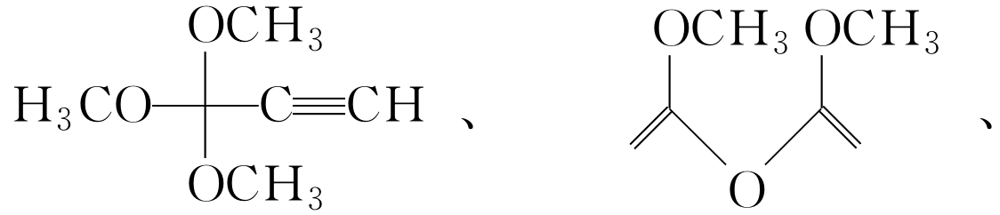 OCH₃ OCH₃ OCH₃
H₃CO C≡CH 、 、
OCH₃ O